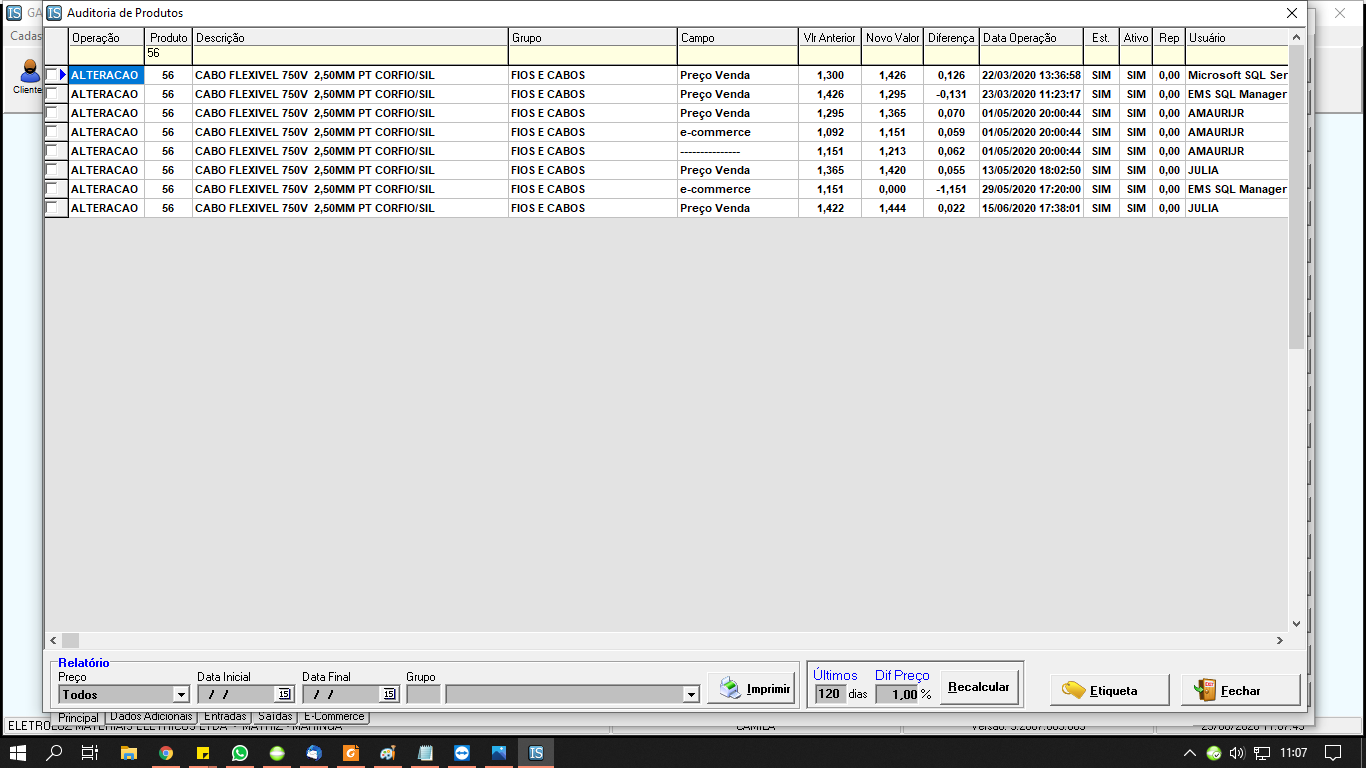 IS GA IS Auditoria de Produtos
Cadas
Cliente
Operação Produto Descrição Grupo Campo Vlr Anterior Novo Valor Diferença Data Operação Est. Ativo Rep Usuário
56
ALTERACAO 56 CABO FLEXIVEL 750V 2,50MM PT CORFIO/SIL FIOS E CABOS Preço Venda 1,300 1,426 0,126 22/03/2020 13:36:58 SIM SIM 0,00 Microsoft SQL Ser
ALTERACAO 56 CABO FLEXIVEL 750V 2,50MM PT CORFIO/SIL FIOS E CABOS Preço Venda 1,426 1,295 -0,131 23/03/2020 11:23:17 SIM SIM 0,00 EMS SQL Manager
ALTERACAO 56 CABO FLEXIVEL 750V 2,50MM PT CORFIO/SIL FIOS E CABOS Preço Venda 1,295 1,365 0,070 01/05/2020 20:00:44 SIM SIM 0,00 AMAURIJR
ALTERACAO 56 CABO FLEXIVEL 750V 2,50MM PT CORFIO/SIL FIOS E CABOS e-commerce 1,092 1,151 0,059 01/05/2020 20:00:44 SIM SIM 0,00 AMAURIJR
ALTERACAO 56 CABO FLEXIVEL 750V 2,50MM PT CORFIO/SIL FIOS E CABOS --------------- 1,151 1,213 0,062 01/05/2020 20:00:44 SIM SIM 0,00 AMAURIJR
ALTERACAO 56 CABO FLEXIVEL 750V 2,50MM PT CORFIO/SIL FIOS E CABOS Preço Venda 1,365 1,420 0,055 13/05/2020 18:02:50 SIM SIM 0,00 JULIA
ALTERACAO 56 CABO FLEXIVEL 750V 2,50MM PT CORFIO/SIL FIOS E CABOS e-commerce 1,151 0,000 -1,151 29/05/2020 17:20:00 SIM SIM 0,00 EMS SQL Manager
ALTERACAO 56 CABO FLEXIVEL 750V 2,50MM PT CORFIO/SIL FIOS E CABOS Preço Venda 1,422 1,444 0,022 15/06/2020 17:38:01 SIM SIM 0,00 JULIA
Relatório
Preço Data Inicial Data Final Grupo Últimos Dif Preço
Todos / / 15 / / 15 Imprimir 120 dias 1,00 % Recalcular Etiqueta Fechar
Principal Dados Adicionais Entradas Saídas E-Commerce
ELETROLUZ MATERIAIS ELETRICOS LTDA - MATRIZ - MARINGA CAMILA
IS 11:07